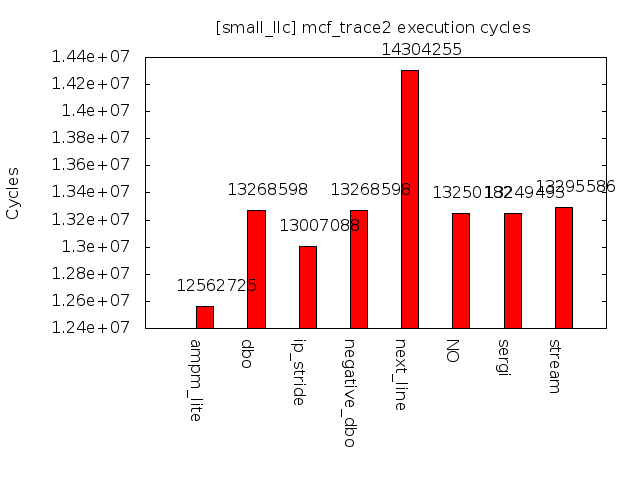 [small_llc] mcf_trace2 execution cycles
Cycles
1.44e+07
1.42e+07
1.4e+07
1.38e+07
1.36e+07
1.34e+07
1.32e+07
1.3e+07
1.28e+07
1.26e+07
1.24e+07
12562725
13268598
13007088
13268598
14304255
13249495
13295586
ampm_lite
dbo
ip_stride
negative_dbo
next_line
NO
sergi
stream